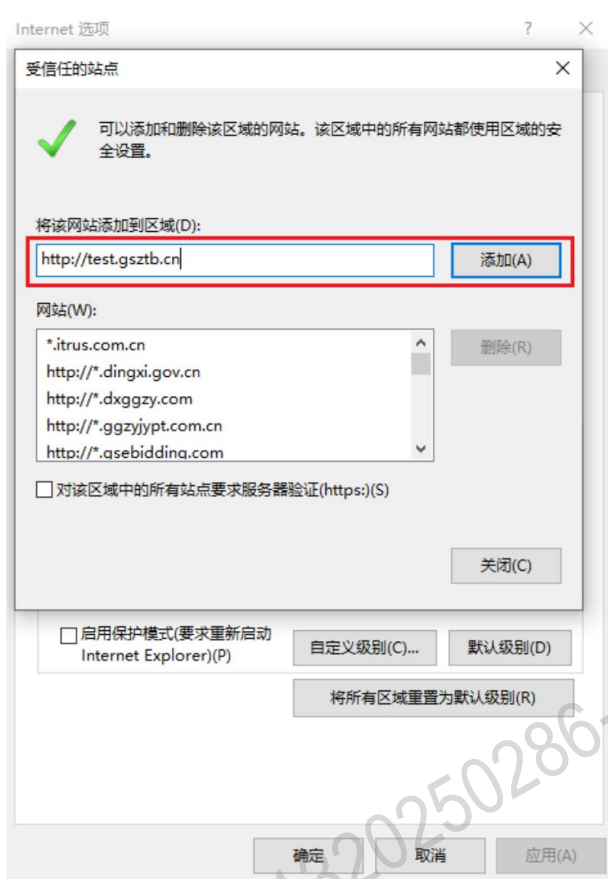 Internet 选项
受信任的站点
可以添加和删除该区域的网站。该区域中的所有网站都使用区域的安
全设置。
将该网站添加到区域(D):
http://test.gsztb.cn
添加(A)
网站(W):
*.itrus.com.cn
删除(R)
http://*.dingxi.gov.cn
http://*.dxggzy.com
http://*.ggzyjypt.com.cn
http://*.gsebidding.com
对该区域中的所有站点要求服务器验证(https:)(S)
关闭(C)
启用保护模式(要求重新启动
Internet Explorer)(P)
自定义级别(C)...
默认级别(D)
将所有区域重置为默认级别(R)
确定
取消
应用(A)